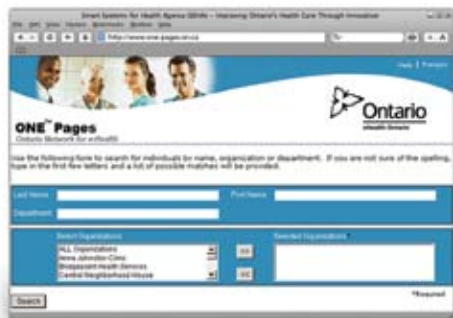 Smart Systems for Health Agency (SSHA) - Improving Ontario's Health Care Through Innovation
File Edit View History Bookmarks Window Help
http://www.one-pages.on.ca
Help | Français
ONE™ Pages
Ontario Network for eHealth
Ontario
eHealth Ontario
Use the following form to search for individuals by name, organization or department. If you are not sure of the spelling,
type in the first few letters and a list of possible matches will be provided.
Last Name
First Name
Department
Select Organizations
Selected Organizations *
ALL Organizations
Anne Johnston Clinic
Bridgepoint Health Services
Central Neighborhood House
>>
<<
Search
*Required